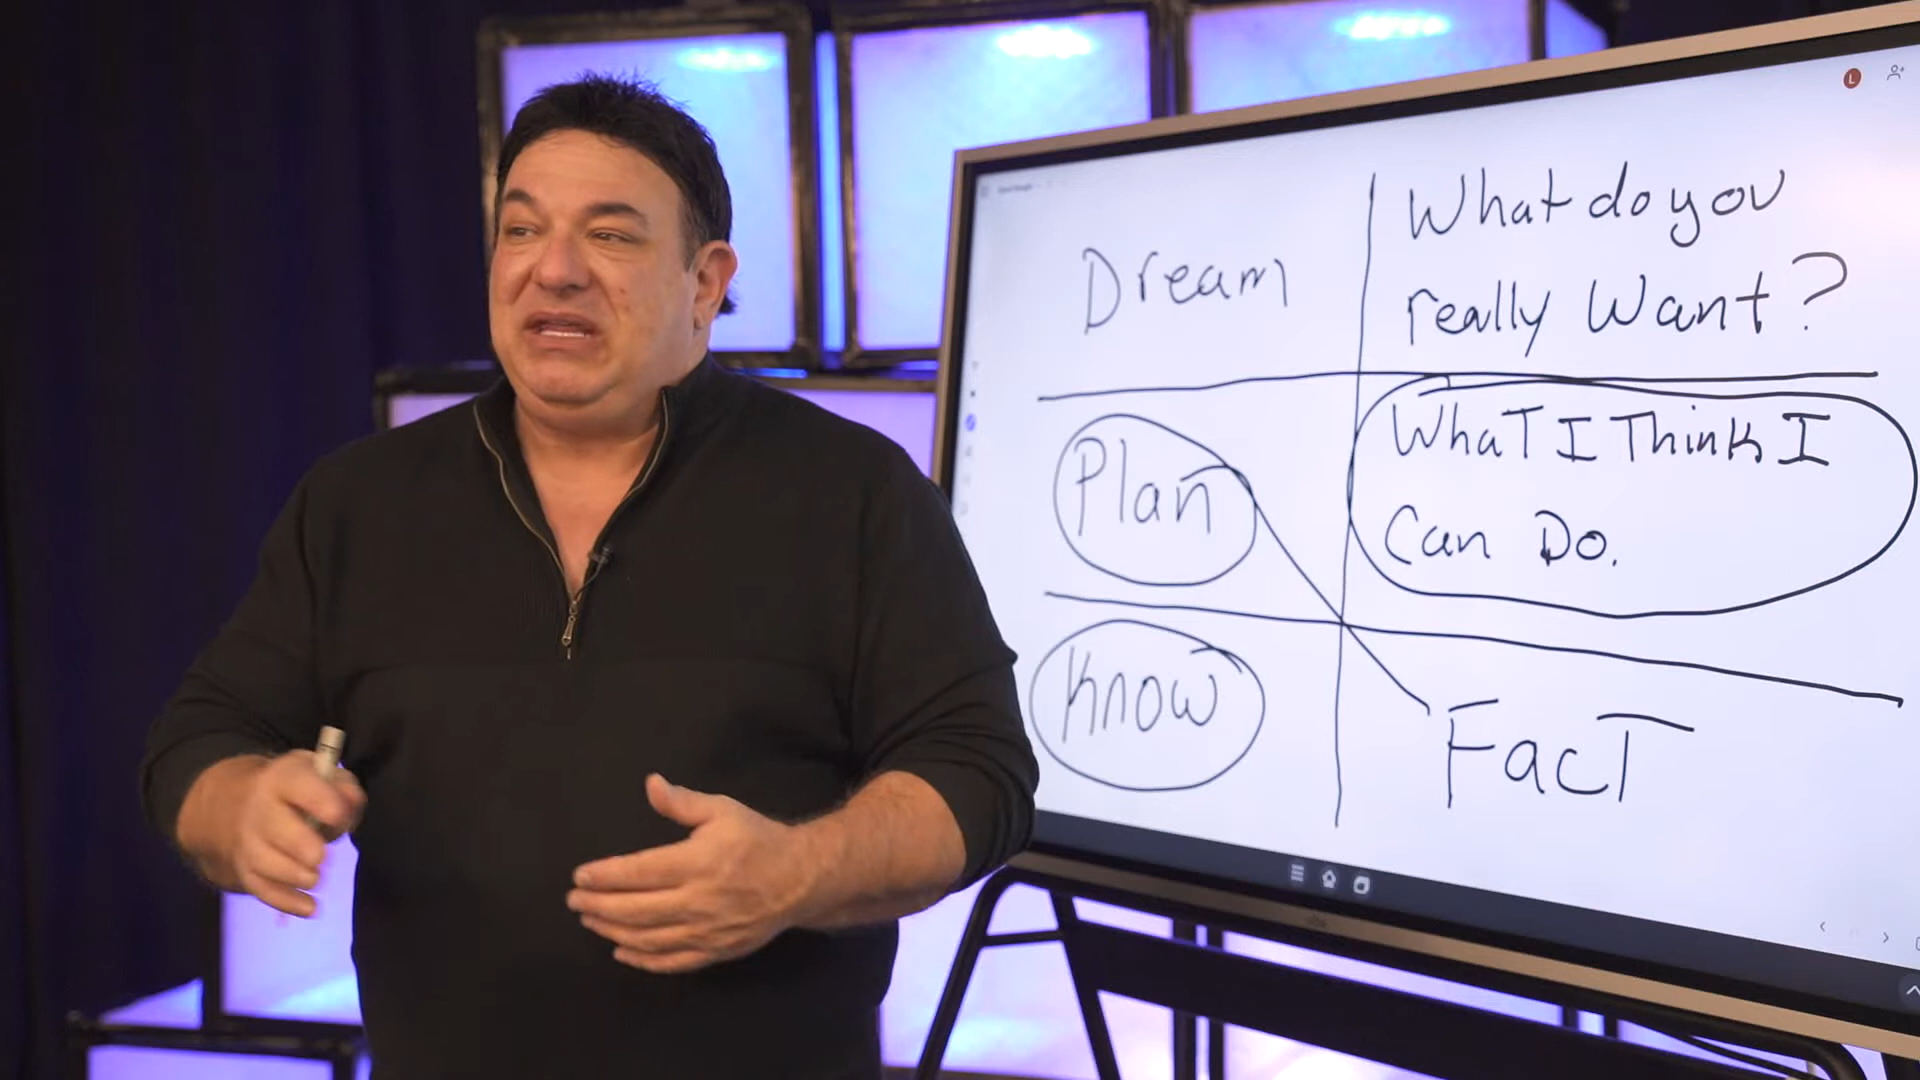 Dream
What do you
really Want?
Plan
WhaT I Think I
Can Do.
Know
FacT
L